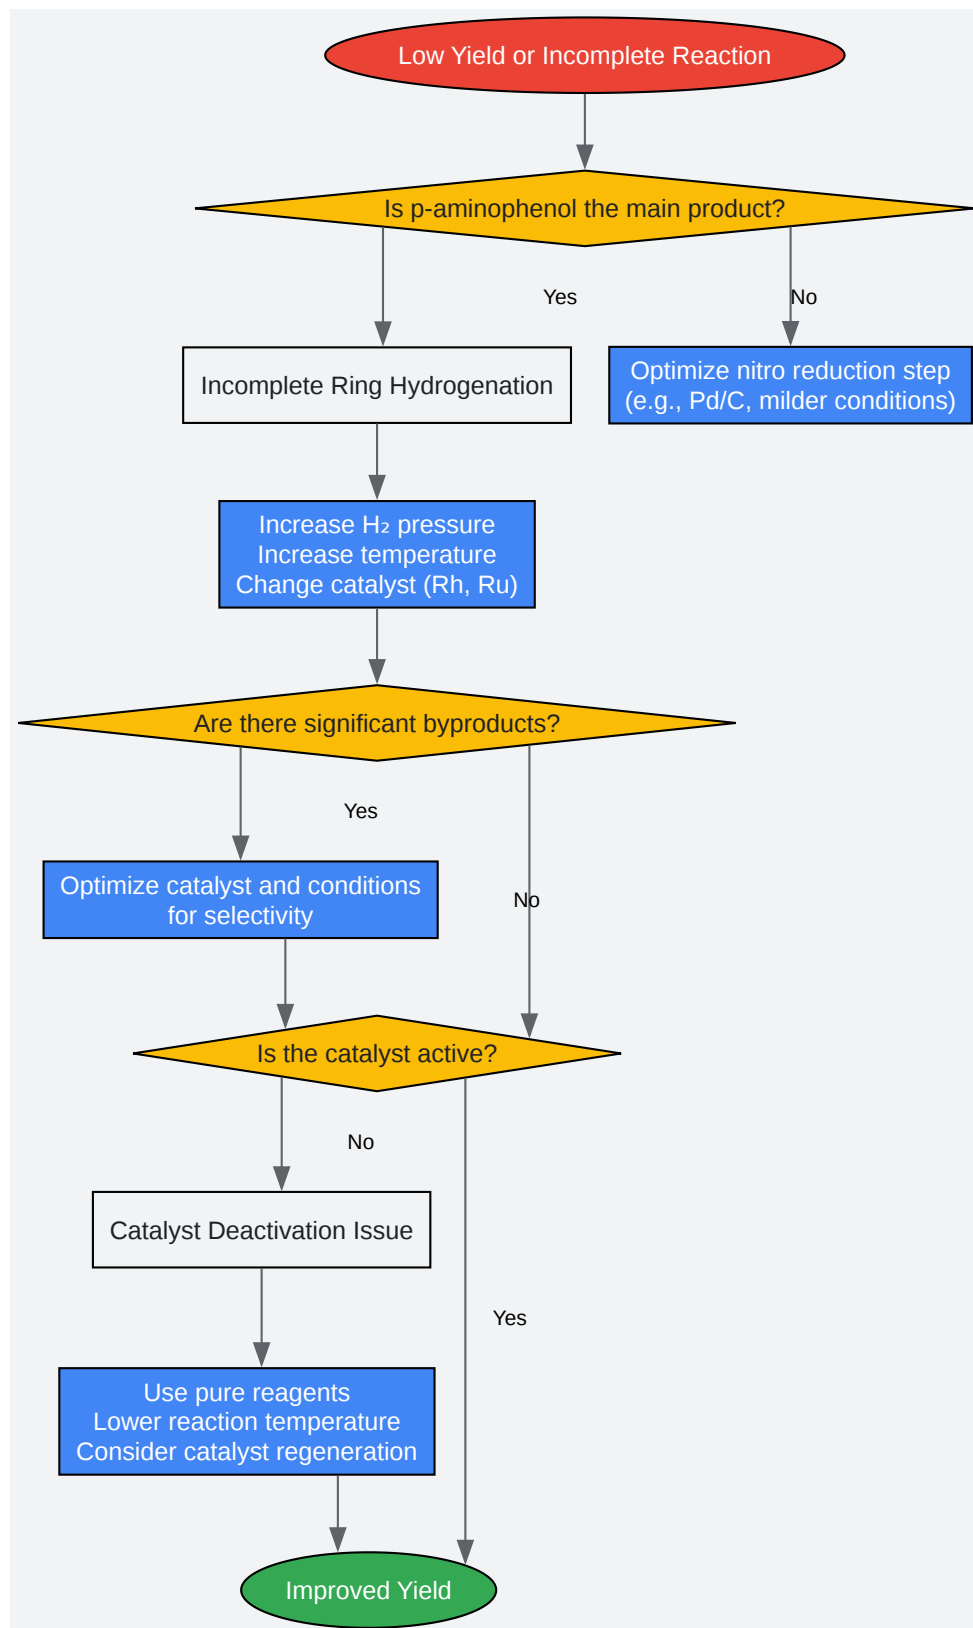 Low Yield or Incomplete Reaction
Is p-aminophenol the main product?
Yes
No
Incomplete Ring Hydrogenation
Optimize nitro reduction step
(e.g., Pd/C, milder conditions)
Increase H₂ pressure
Increase temperature
Change catalyst (Rh, Ru)
Are there significant byproducts?
Yes
Optimize catalyst and conditions
for selectivity
No
Is the catalyst active?
No
Catalyst Deactivation Issue
Yes
Use pure reagents
Lower reaction temperature
Consider catalyst regeneration
Improved Yield